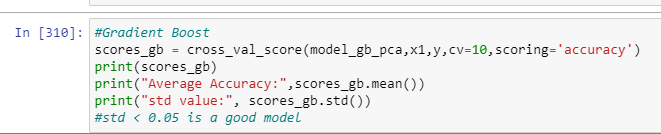 In [310]: #Gradient Boost
scores_gb = cross_val_score(model_gb_pca,x1,y,cv=10,scoring='accuracy')
print(scores_gb)
print("Average Accuracy:",scores_gb.mean())
print("std value:", scores_gb.std())
#std < 0.05 is a good model